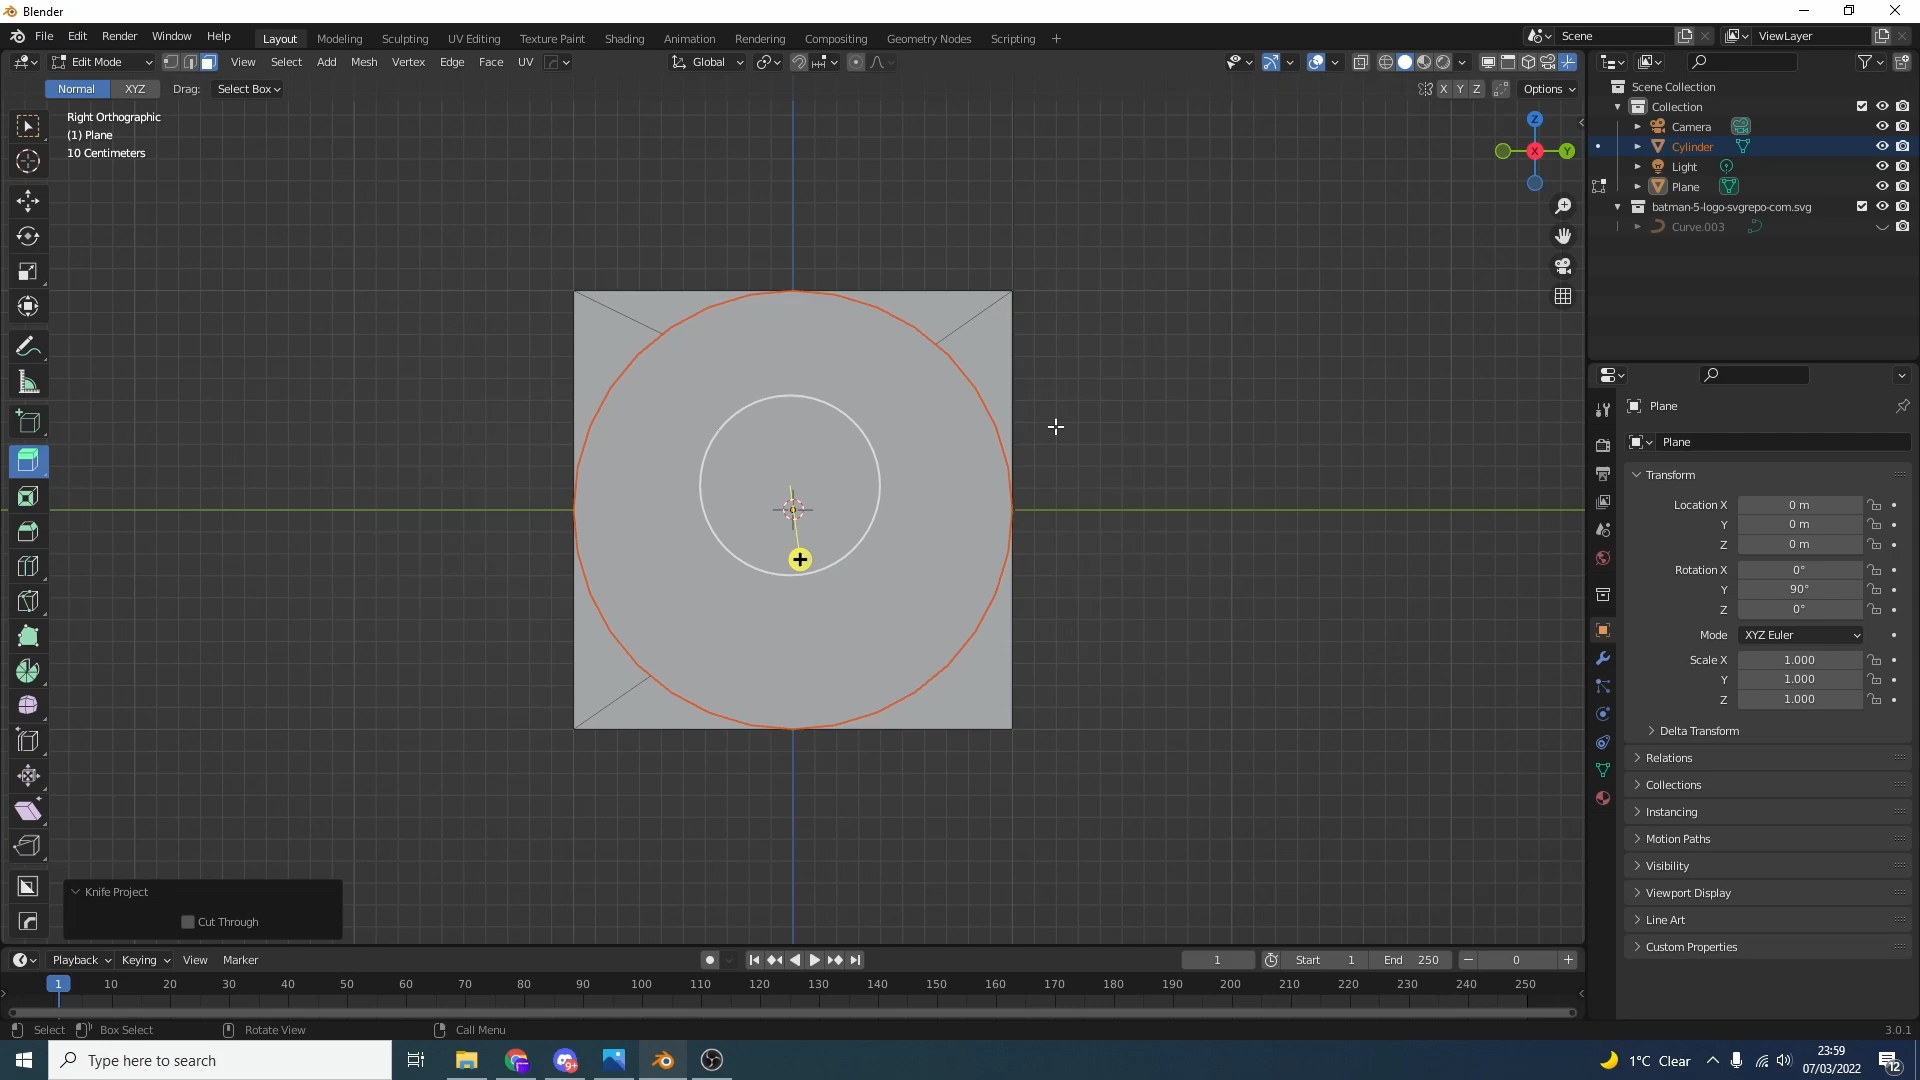 Blender
File Edit Render Window Help
Layout Modeling Sculpting UV Editing Texture Paint Shading Animation Rendering Compositing Geometry Nodes Scripting +
Scene
ViewLayer
Edit Mode View Select Add Mesh Vertex Edge Face UV
Global
Normal XYZ Drag: Select Box
X Y Z Options
Right Orthographic
(1) Plane
10 Centimeters
Z
X
Y
Scene Collection
Collection
Camera
Cylinder
Light
Plane
batman-5-logo-svgrepo-com.svg
Curve.003
Plane
Plane
Transform
Location X 0 m
Y 0 m
Z 0 m
Rotation X 0°
Y 90°
Z 0°
Mode XYZ Euler
Scale X 1.000
Y 1.000
Z 1.000
Delta Transform
Relations
Collections
Instancing
Motion Paths
Visibility
Viewport Display
Line Art
Custom Properties
Knife Project
Cut Through
Playback Keying View Marker
1 Start 1 End 250 0
1 10 20 30 40 50 60 70 80 90 100 110 120 130 140 150 160 170 180 190 200 210 220 230 240 250
Select Box Select Rotate View Call Menu 3.0.1
Type here to search
1°C Clear
23:59
07/03/2022
12